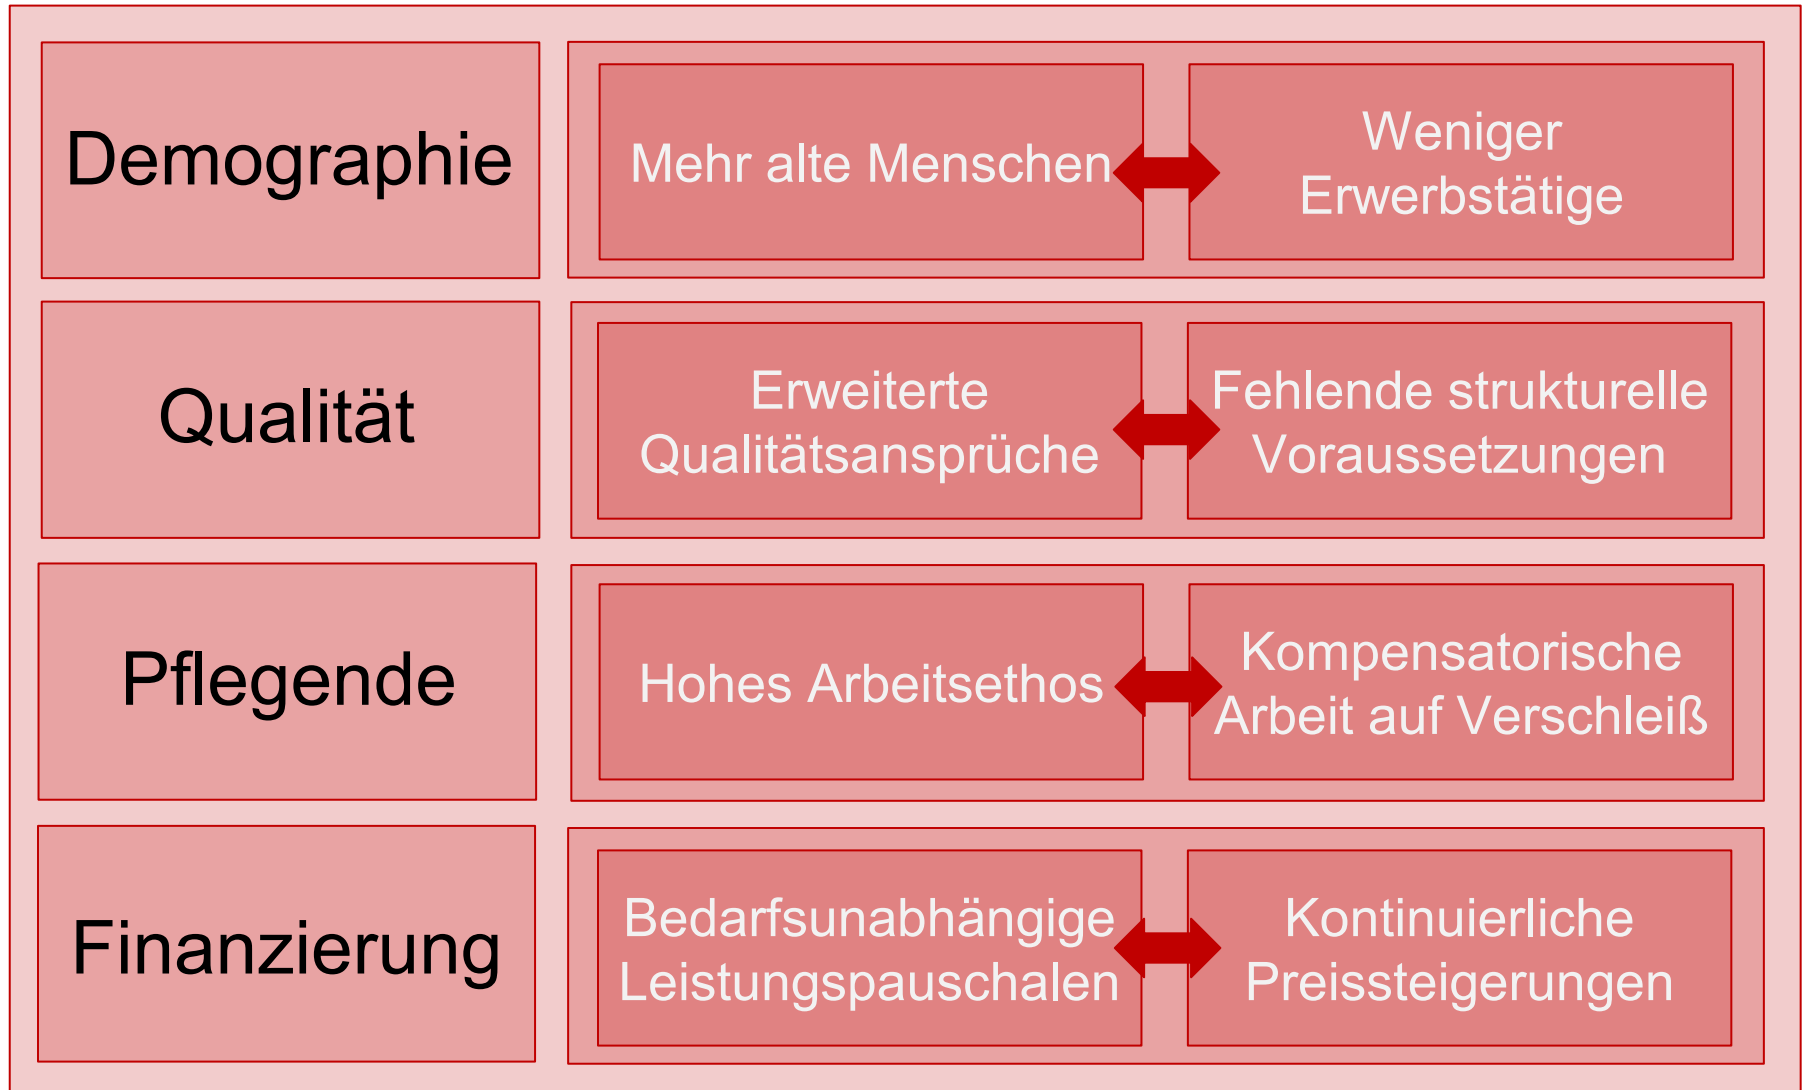 Demographie
Mehr alte Menschen
Weniger
Erwerbstätige
Qualität
Erweiterte
Qualitätsansprüche
Fehlende strukturelle
Voraussetzungen
Pflegende
Hohes Arbeitsethos
Kompensatorische
Arbeit auf Verschleiß
Finanzierung
Bedarfsunabhängige
Leistungspauschalen
Kontinuierliche
Preissteigerungen